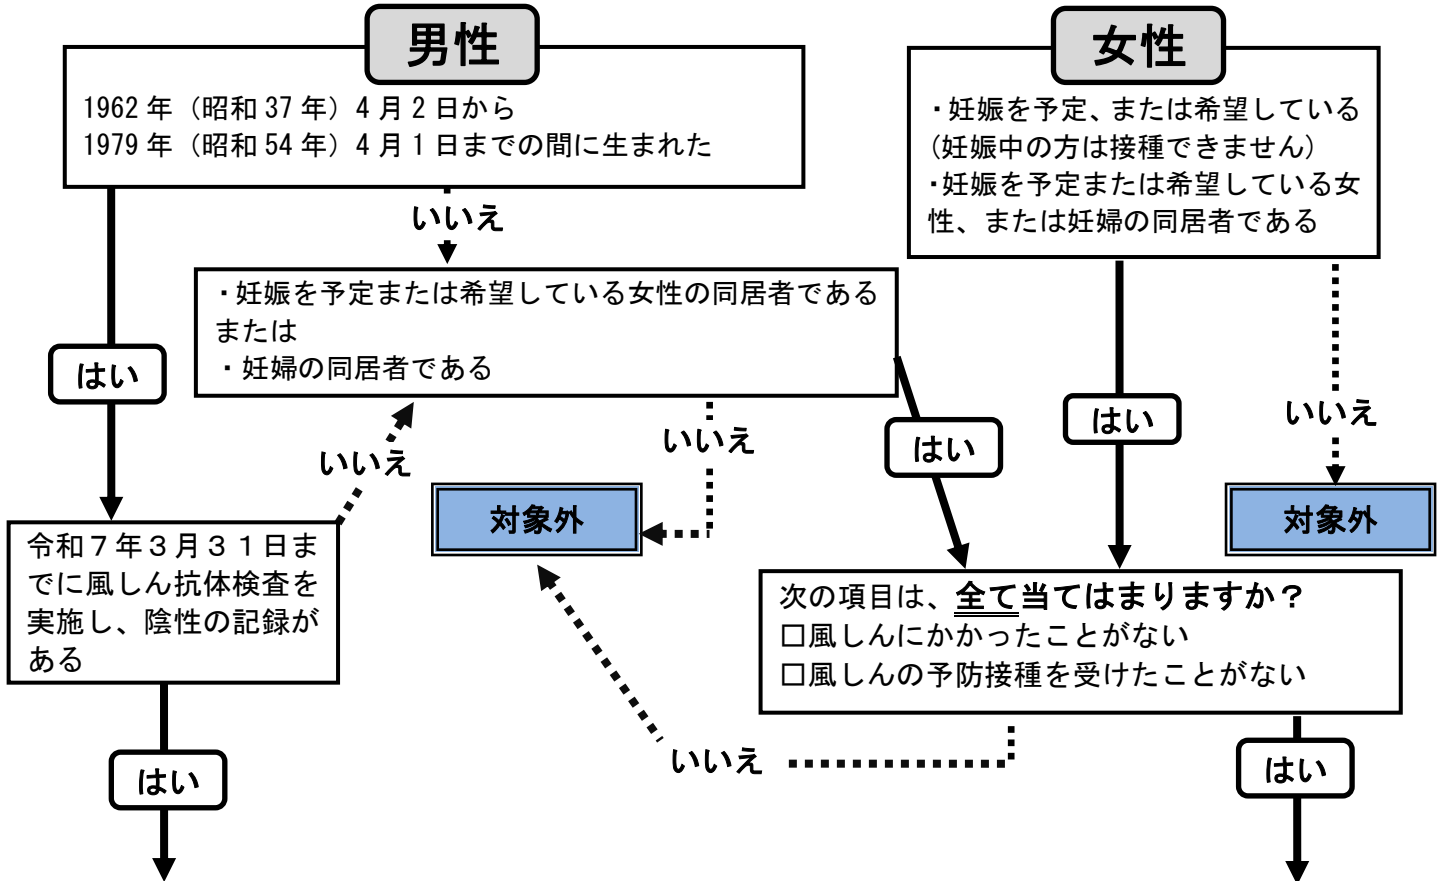 男性
1962 年（昭和 37 年）4 月 2 日から
1979 年（昭和 54 年）4 月 1 日までの間に生まれた
女性
・妊娠を予定、または希望している
（妊娠中の方は接種できません）
・妊娠を予定または希望している女
性、または妊婦の同居者である
いいえ
・妊娠を予定または希望している女性の同居者である
または
・妊婦の同居者である
はい
いいえ
いいえ
はい
はい
いいえ
対象外
対象外
令和７年３月３１日ま
でに風しん抗体検査を
実施し、陰性の記録が
ある
次の項目は、全て当てはまりますか？
□風しんにかかったことがない
□風しんの予防接種を受けたことがない
はい
いいえ
はい